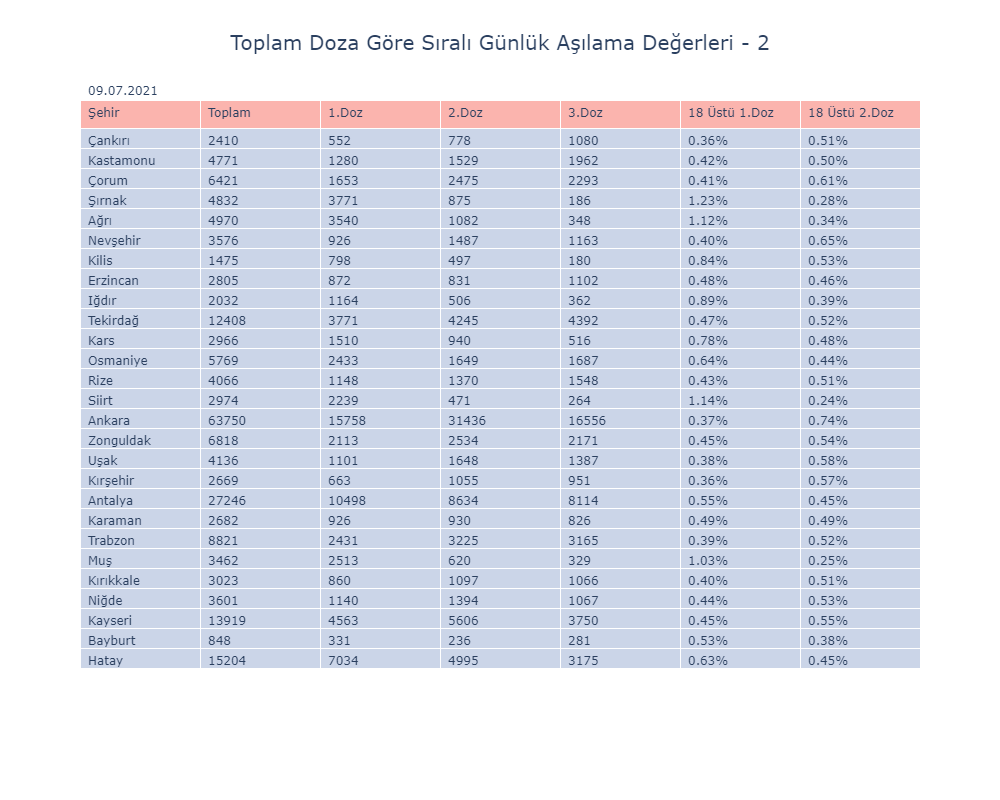 Toplam Doza Göre Sıralı Günlük Aşılama Değerleri - 2
09.07.2021
Şehir Toplam 1.Doz 2.Doz 3.Doz 18 Üstü 1.Doz 18 Üstü 2.Doz
Çankırı 2410 552 778 1080 0.36% 0.51%
Kastamonu 4771 1280 1529 1962 0.42% 0.50%
Çorum 6421 1653 2475 2293 0.41% 0.61%
Şırnak 4832 3771 875 186 1.23% 0.28%
Ağrı 4970 3540 1082 348 1.12% 0.34%
Nevşehir 3576 926 1487 1163 0.40% 0.65%
Kilis 1475 798 497 180 0.84% 0.53%
Erzincan 2805 872 831 1102 0.48% 0.46%
Iğdır 2032 1164 506 362 0.89% 0.39%
Tekirdağ 12408 3771 4245 4392 0.47% 0.52%
Kars 2966 1510 940 516 0.78% 0.48%
Osmaniye 5769 2433 1649 1687 0.64% 0.44%
Rize 4066 1148 1370 1548 0.43% 0.51%
Siirt 2974 2239 471 264 1.14% 0.24%
Ankara 63750 15758 31436 16556 0.37% 0.74%
Zonguldak 6818 2113 2534 2171 0.45% 0.54%
Uşak 4136 1101 1648 1387 0.38% 0.58%
Kırşehir 2669 663 1055 951 0.36% 0.57%
Antalya 27246 10498 8634 8114 0.55% 0.45%
Karaman 2682 926 930 826 0.49% 0.49%
Trabzon 8821 2431 3225 3165 0.39% 0.52%
Muş 3462 2513 620 329 1.03% 0.25%
Kırıkkale 3023 860 1097 1066 0.40% 0.51%
Niğde 3601 1140 1394 1067 0.44% 0.53%
Kayseri 13919 4563 5606 3750 0.45% 0.55%
Bayburt 848 331 236 281 0.53% 0.38%
Hatay 15204 7034 4995 3175 0.63% 0.45%